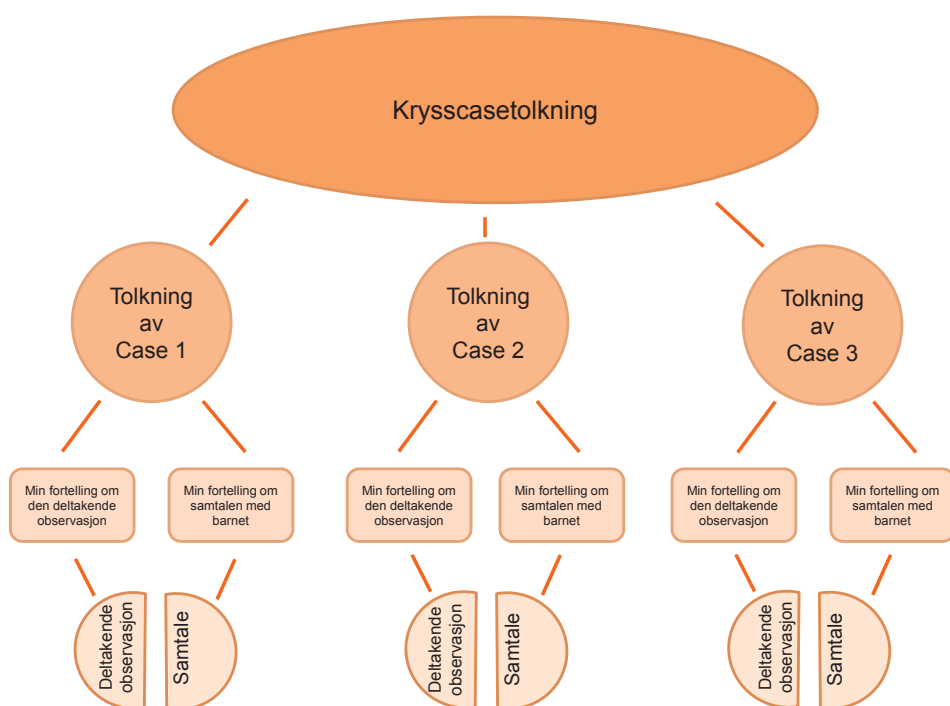 Krysscasetolkning
Tolkning
av
Case 1
Tolkning
av
Case 2
Tolkning
av
Case 3
Min fortelling om
den deltakende
observasjon
Min fortelling om
samtalen med
barnet
Min fortelling om
den deltakende
observasjon
Min fortelling om
samtalen med
barnet
Min fortelling om
den deltakende
observasjon
Min fortelling om
samtalen med
barnet
Deltakende
observasjon
Samtale
Deltakende
observasjon
Samtale
Deltakende
observasjon
Samtale